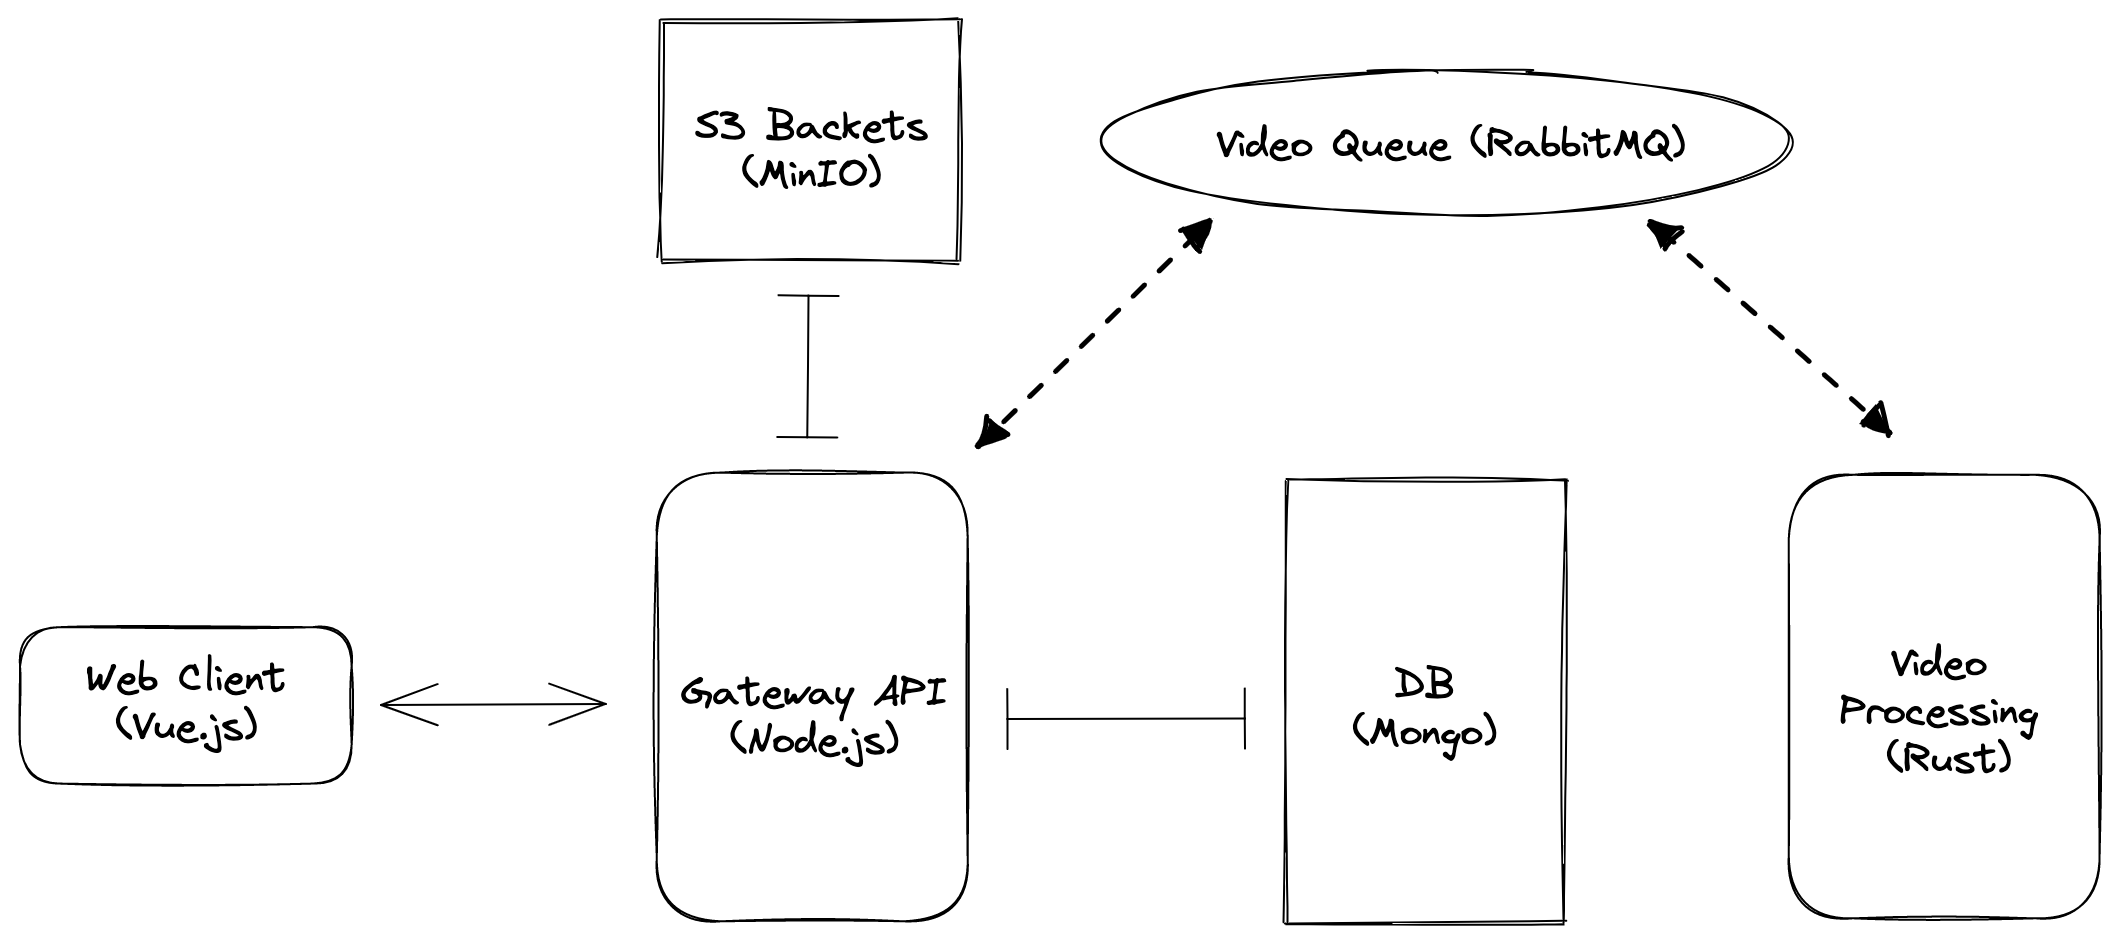 S3 Backets
(MinIO)
Video Queue (RabbitMQ)
Web Client
(Vue.js)
Gateway API
(Node.js)
DB
(Mongo)
Video
Processing
(Rust)